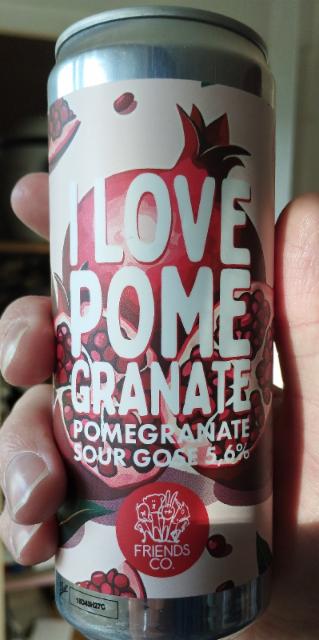 I LOVE
POME
GRANATE
POMEGRANATE
SOUR GOSE 5,6%
FRIENDS
CO.